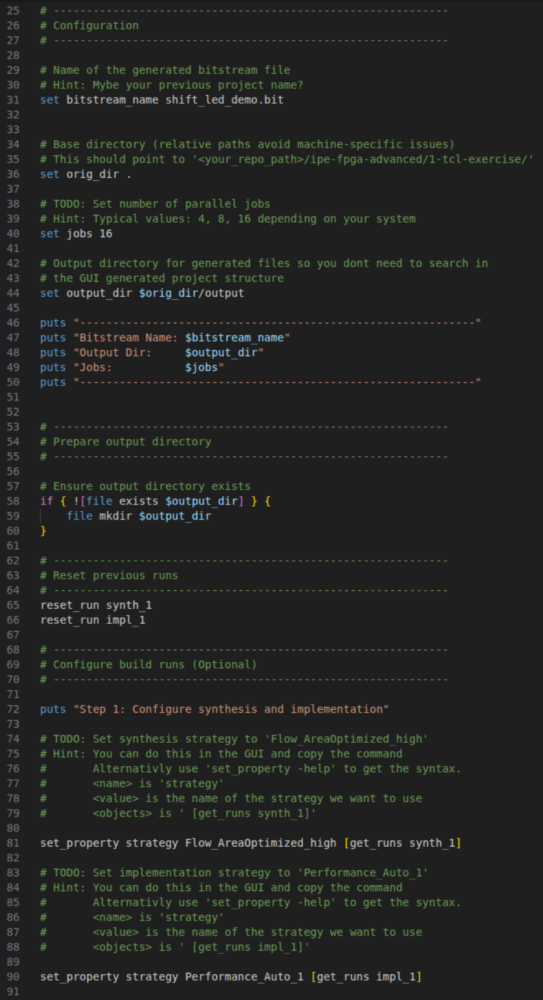 25 # ------------------------------------------------------------
26 # Configuration
27 # ------------------------------------------------------------
28
29 # Name of the generated bitstream file
30 # Hint: Mybe your previous project name?
31 set bitstream_name shift_led_demo.bit
32
33
34 # Base directory (relative paths avoid machine-specific issues)
35 # This should point to '<your_repo_path>/ipe-fpga-advanced/1-tcl-exercise/'
36 set orig_dir .
37
38 # TODO: Set number of parallel jobs
39 # Hint: Typical values: 4, 8, 16 depending on your system
40 set jobs 16
41
42 # Output directory for generated files so you dont need to search in
43 # the GUI generated project structure
44 set output_dir $orig_dir/output
45
46 puts "------------------------------------------------------------"
47 puts "Bitstream Name: $bitstream_name"
48 puts "Output Dir:     $output_dir"
49 puts "Jobs:           $jobs"
50 puts "------------------------------------------------------------"
51
52
53 # ------------------------------------------------------------
54 # Prepare output directory
55 # ------------------------------------------------------------
56
57 # Ensure output directory exists
58 if { ![file exists $output_dir] } {
59     file mkdir $output_dir
60 }
61
62 # ------------------------------------------------------------
63 # Reset previous runs
64 # ------------------------------------------------------------
65 reset_run synth_1
66 reset_run impl_1
67
68 # ------------------------------------------------------------
69 # Configure build runs (Optional)
70 # ------------------------------------------------------------
71
72 puts "Step 1: Configure synthesis and implementation"
73
74 # TODO: Set synthesis strategy to 'Flow_AreaOptimized_high'
75 # Hint: You can do this in the GUI and copy the command
76 #       Alternativly use 'set_property -help' to get the syntax.
77 #       <name> is 'strategy'
78 #       <value> is the name of the strategy we want to use
79 #       <objects> is ' [get_runs synth_1]'
80
81 set_property strategy Flow_AreaOptimized_high [get_runs synth_1]
82
83 # TODO: Set implementation strategy to 'Performance_Auto_1'
84 # Hint: You can do this in the GUI and copy the command
85 #       Alternativly use 'set_property -help' to get the syntax.
86 #       <name> is 'strategy'
87 #       <value> is the name of the strategy we want to use
88 #       <objects> is ' [get_runs impl_1]'
89
90 set_property strategy Performance_Auto_1 [get_runs impl_1]
91